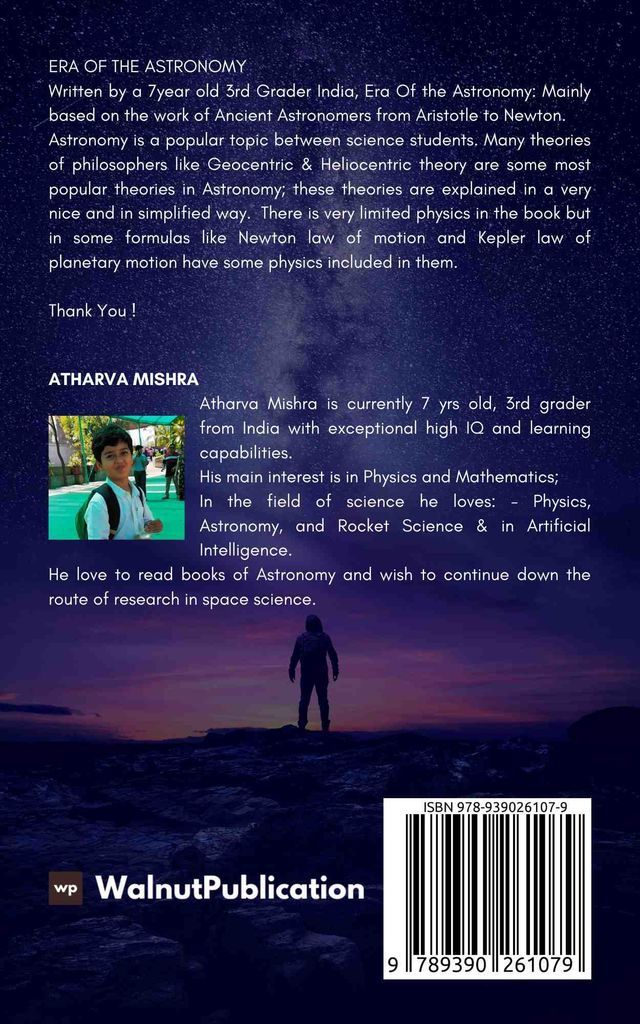 ERA OF THE ASTRONOMY
Written by a 7year old 3rd Grader India, Era Of the Astronomy: Mainly
based on the work of Ancient Astronomers from Aristotle to Newton.
Astronomy is a popular topic between science students. Many theories
of philosophers like Geocentric & Heliocentric theory are some most
popular theories in Astronomy; these theories are explained in a very
nice and in simplified way. There is very limited physics in the book but
in some formulas like Newton law of motion and Kepler law of
planetary motion have some physics included in them.
Thank You !
ATHARVA MISHRA
Atharva Mishra is currently 7 yrs old, 3rd grader
from India with exceptional high IQ and learning
capabilities.
His main interest is in Physics and Mathematics;
In the field of science he loves: - Physics,
Astronomy, and Rocket Science & in Artificial
Intelligence.
He love to read books of Astronomy and wish to continue down the
route of research in space science.
ISBN 978-939026107-9
wp WalnutPublication
9 789390 261079